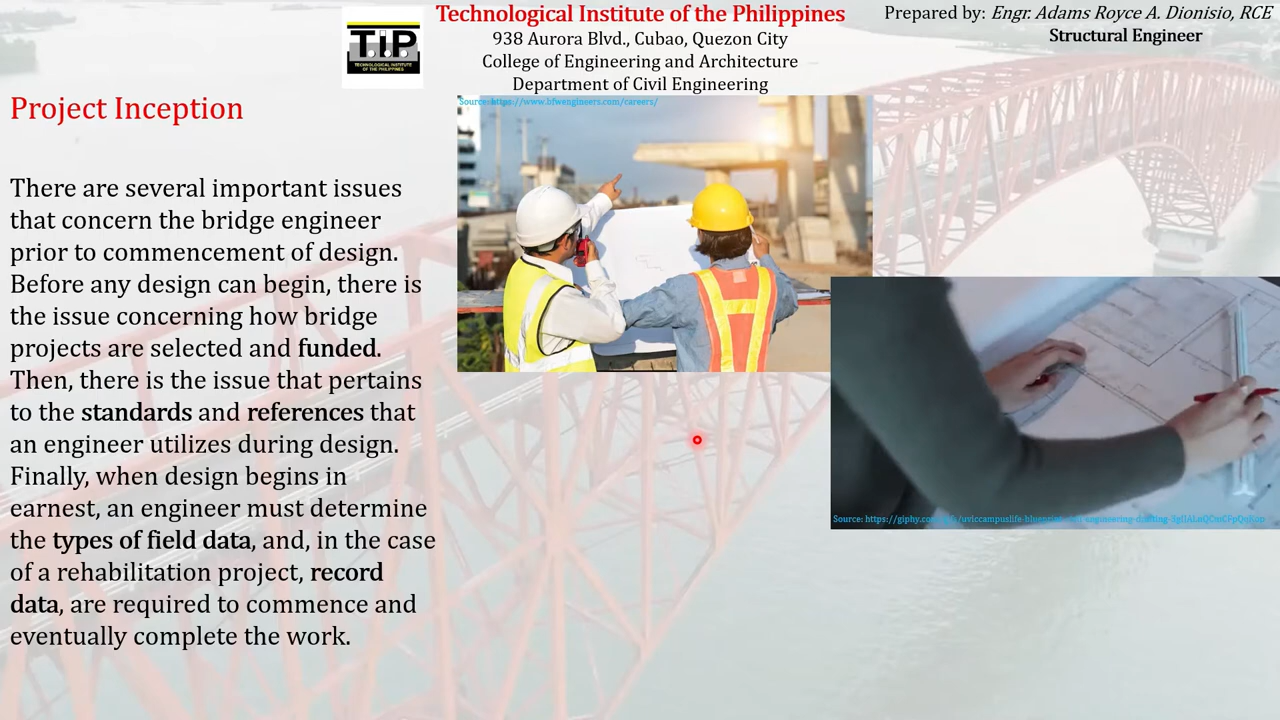 TiP
TECHNOLOGICAL INSTITUTE
OF THE PHILIPPINES
Technological Institute of the Philippines
938 Aurora Blvd., Cubao, Quezon City
College of Engineering and Architecture
Department of Civil Engineering
Prepared by: Engr. Adams Royce A. Dionisio, RCE
Structural Engineer
Project Inception
Source: https://www.bfwengineers.com/careers/
There are several important issues
that concern the bridge engineer
prior to commencement of design.
Before any design can begin, there is
the issue concerning how bridge
projects are selected and funded.
Then, there is the issue that pertains
to the standards and references that
an engineer utilizes during design.
Finally, when design begins in
earnest, an engineer must determine
the types of field data, and, in the case
of a rehabilitation project, record
data, are required to commence and
eventually complete the work.
Source: